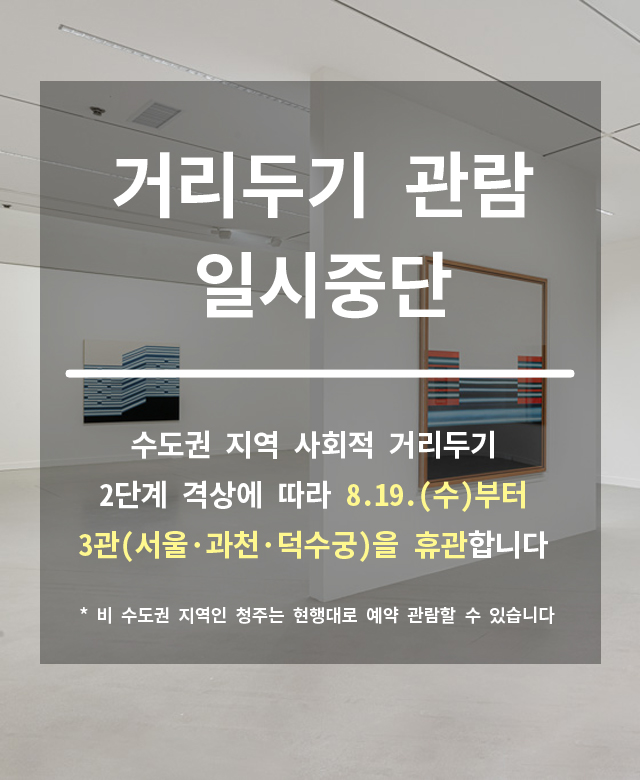 거리두기 관람
일시중단
수도권 지역 사회적 거리두기
2단계 격상에 따라 8.19.(수)부터
3관(서울·과천·덕수궁)을 휴관합니다
* 비 수도권 지역인 청주는 현행대로 예약 관람할 수 있습니다